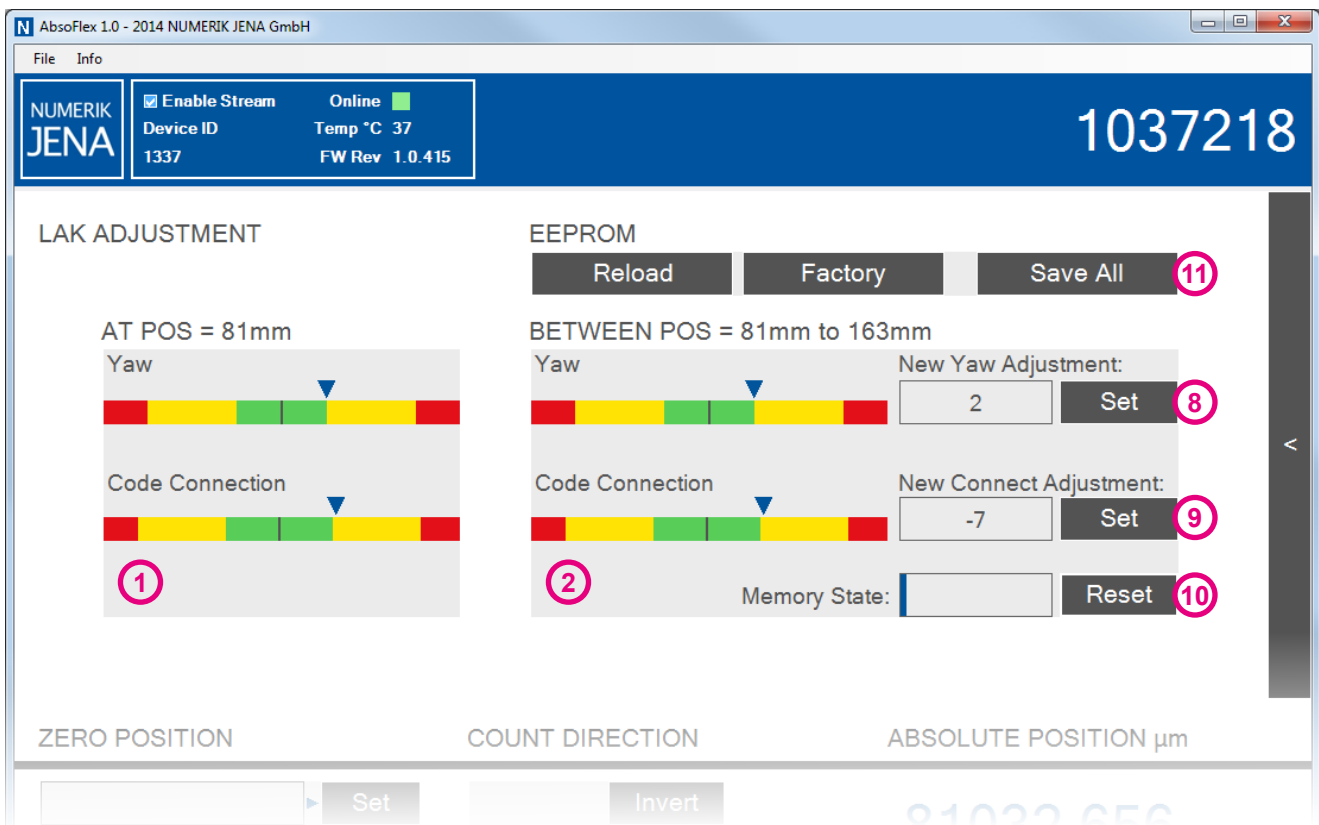 N AbsoFlex 1.0 - 2014 NUMERIK JENA GmbH
File Info
NUMERIK
JENA
Enable Stream Online
Device ID Temp °C 37
1337 FW Rev 1.0.415
1037218
LAK ADJUSTMENT
EEPROM
Reload Factory Save All 11
AT POS = 81mm
BETWEEN POS = 81mm to 163mm
Yaw
Yaw
New Yaw Adjustment:
2 Set 8
<
Code Connection
Code Connection
New Connect Adjustment:
-7 Set 9
1
2
Memory State: Reset 10
ZERO POSITION COUNT DIRECTION ABSOLUTE POSITION µm
Set Invert 81032,656